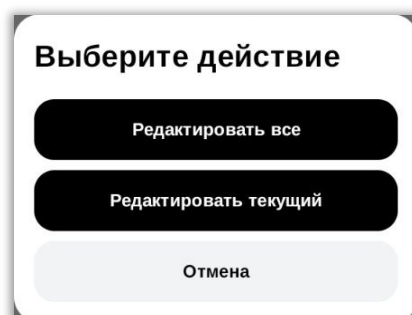 Выберите действие
Редактировать все
Редактировать текущий
Отмена